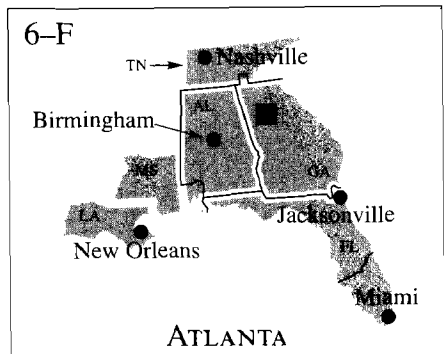 6–F
Nashville
TN
AL
Birmingham
MS
GA
LA
Jacksonville
New Orleans
FL
Miami
ATLANTA